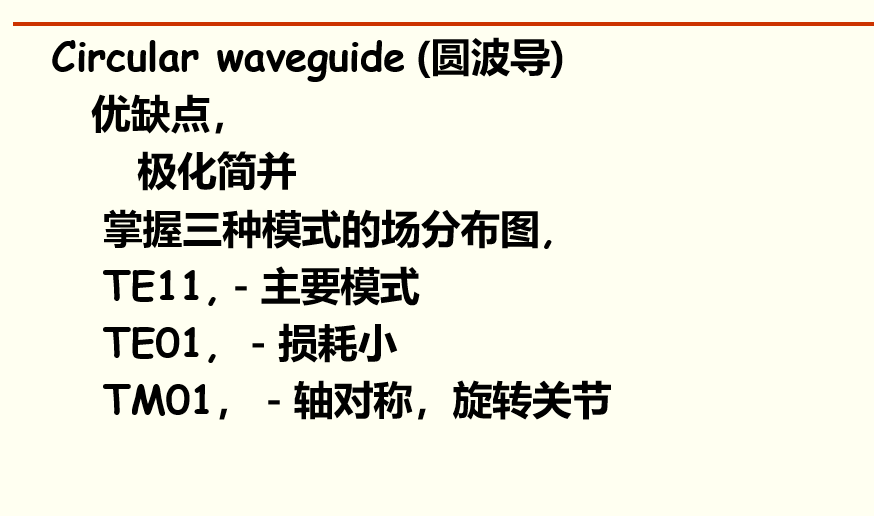 Circular waveguide (圆波导)
优缺点，
极化简并
掌握三种模式的场分布图，
TE11, - 主要模式
TE01， - 损耗小
TM01， - 轴对称，旋转关节